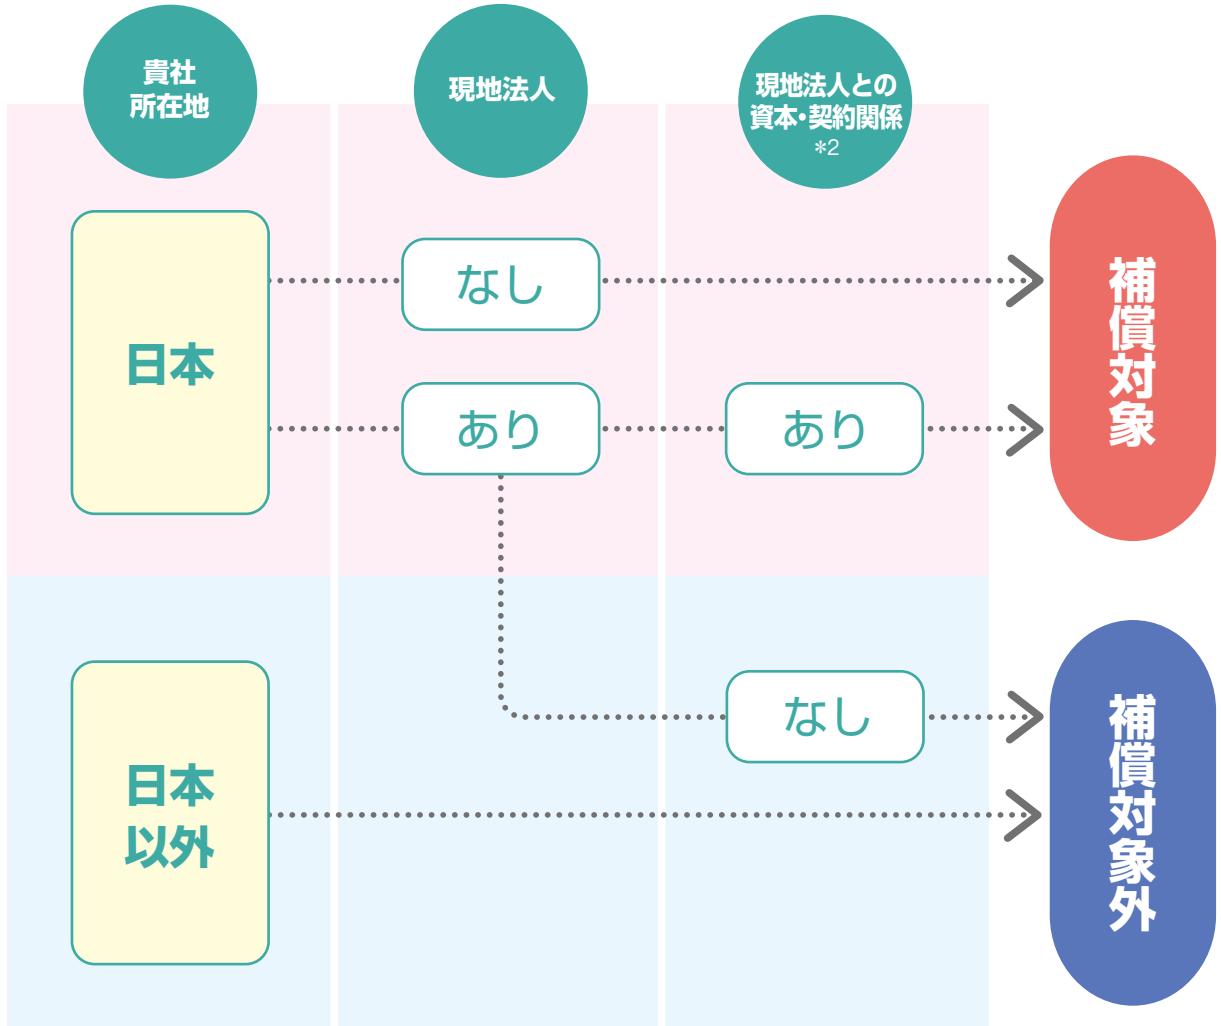 貴社
所在地
現地法人
現地法人との
資本・契約関係
*2
日本
なし
あり
あり
補償対象
なし
日本
以外
補償対象外